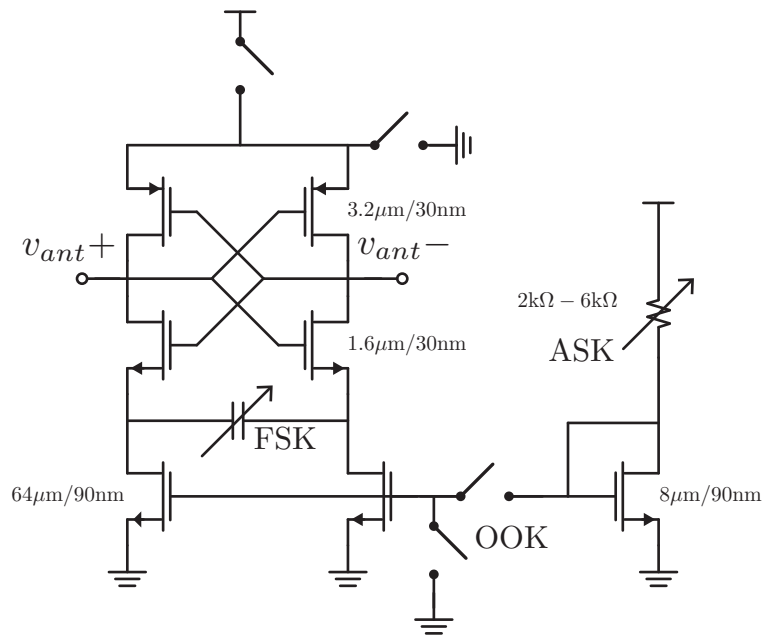 3.2μm/30nm
v_ant+
v_ant−
2kΩ − 6kΩ
1.6μm/30nm
ASK
FSK
64μm/90nm
8μm/90nm
OOK